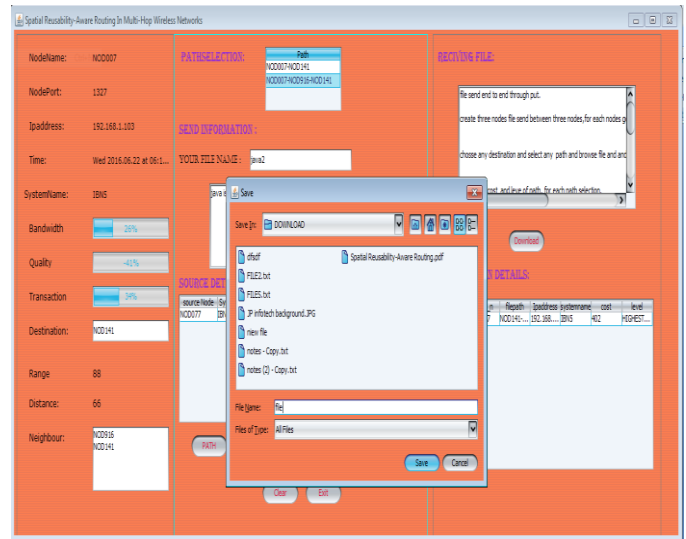 Spatial Reusability-Aware Routing In Multi-Hop Wireless Networks
NodeName: NOD007
NodePort: 1327
Ipaddress: 192.168.1.103
Time: Wed 2016.06.22 at 06:1...
SystemName: IBN5
Bandwidth 26%
Quality -41%
Transaction 34%
Destination: NOD141
Range 88
Distance: 66
Neighbour: NOD916
NOD141
PATHSELECTION:
Path
NOD007-NOD141
NOD007-NOD916-NOD141
SEND INFORMATION :
YOUR FILE NAME : java2
java s
SOURCE DET
source Node Sy
NOD077 IBN
PATH
Clear Exit
Save
Save In: DOWNLOAD
dfsdf
FILE2.txt
FILES.txt
JP infotech background.JPG
new file
notes - Copy.txt
notes (2) - Copy.txt
Spatial Reusability-Aware Routing.pdf
File Name: file
Files of Type: All Files
Save Cancel
RECIVING FILE:
file send end to end through put.
create three nodes file send between three nodes,for each nodes g
choose any destination and select any path and browse file and and
cost and leve of path, for each path selection.
Download
DETAILS:
n filepath Ipaddress systemname cost level
7 NOD141-... 192.168.... IBN5 402 HIGHEST...